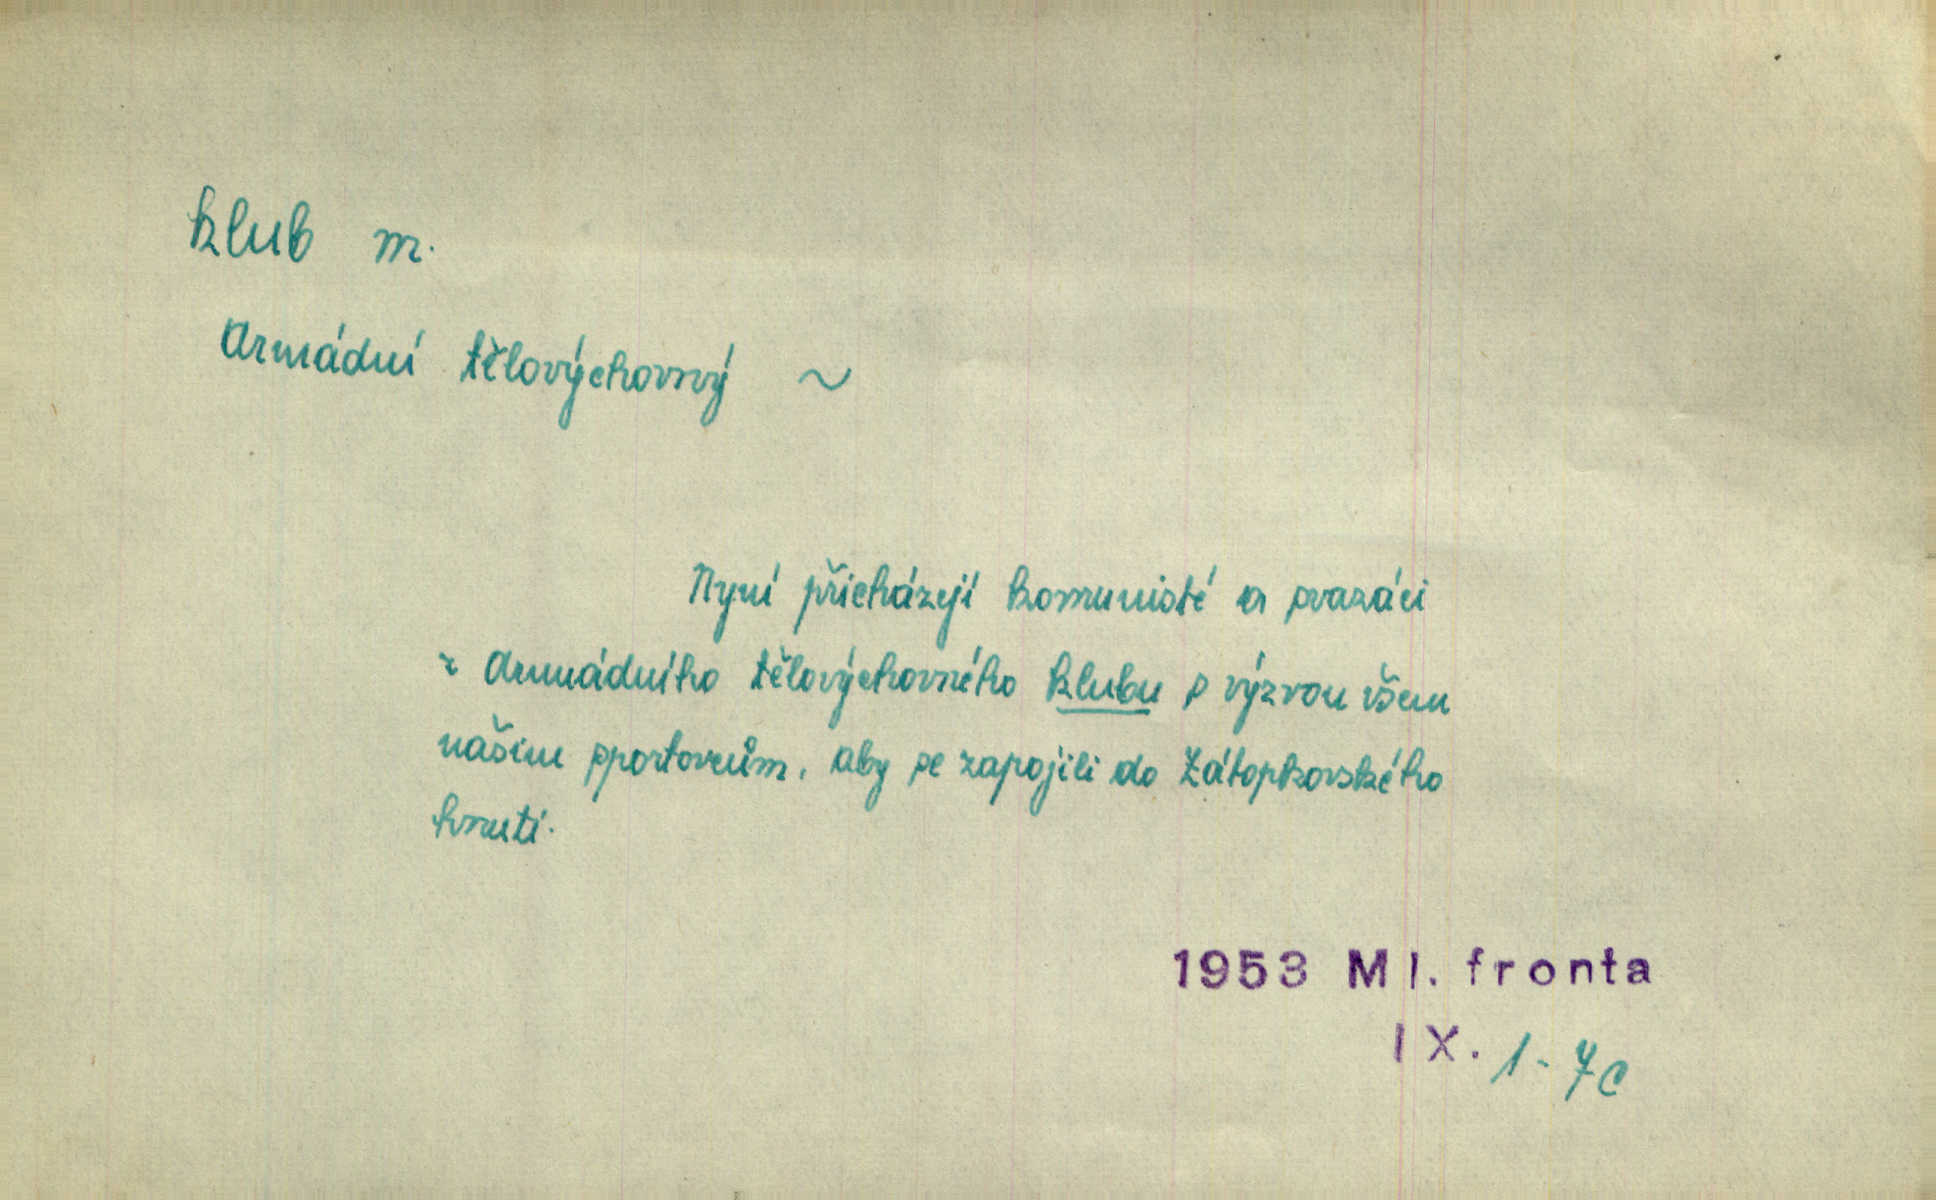 klub m.
Armádní tělovýchovný ~
Nyní přicházejí komunisté a svazáci
z Armádního tělovýchovného klubu s výzvou všem
našim sportovcům, aby se zapojili do Zátopkovského
hnutí.
1953 Ml. fronta
IX. 1-7c